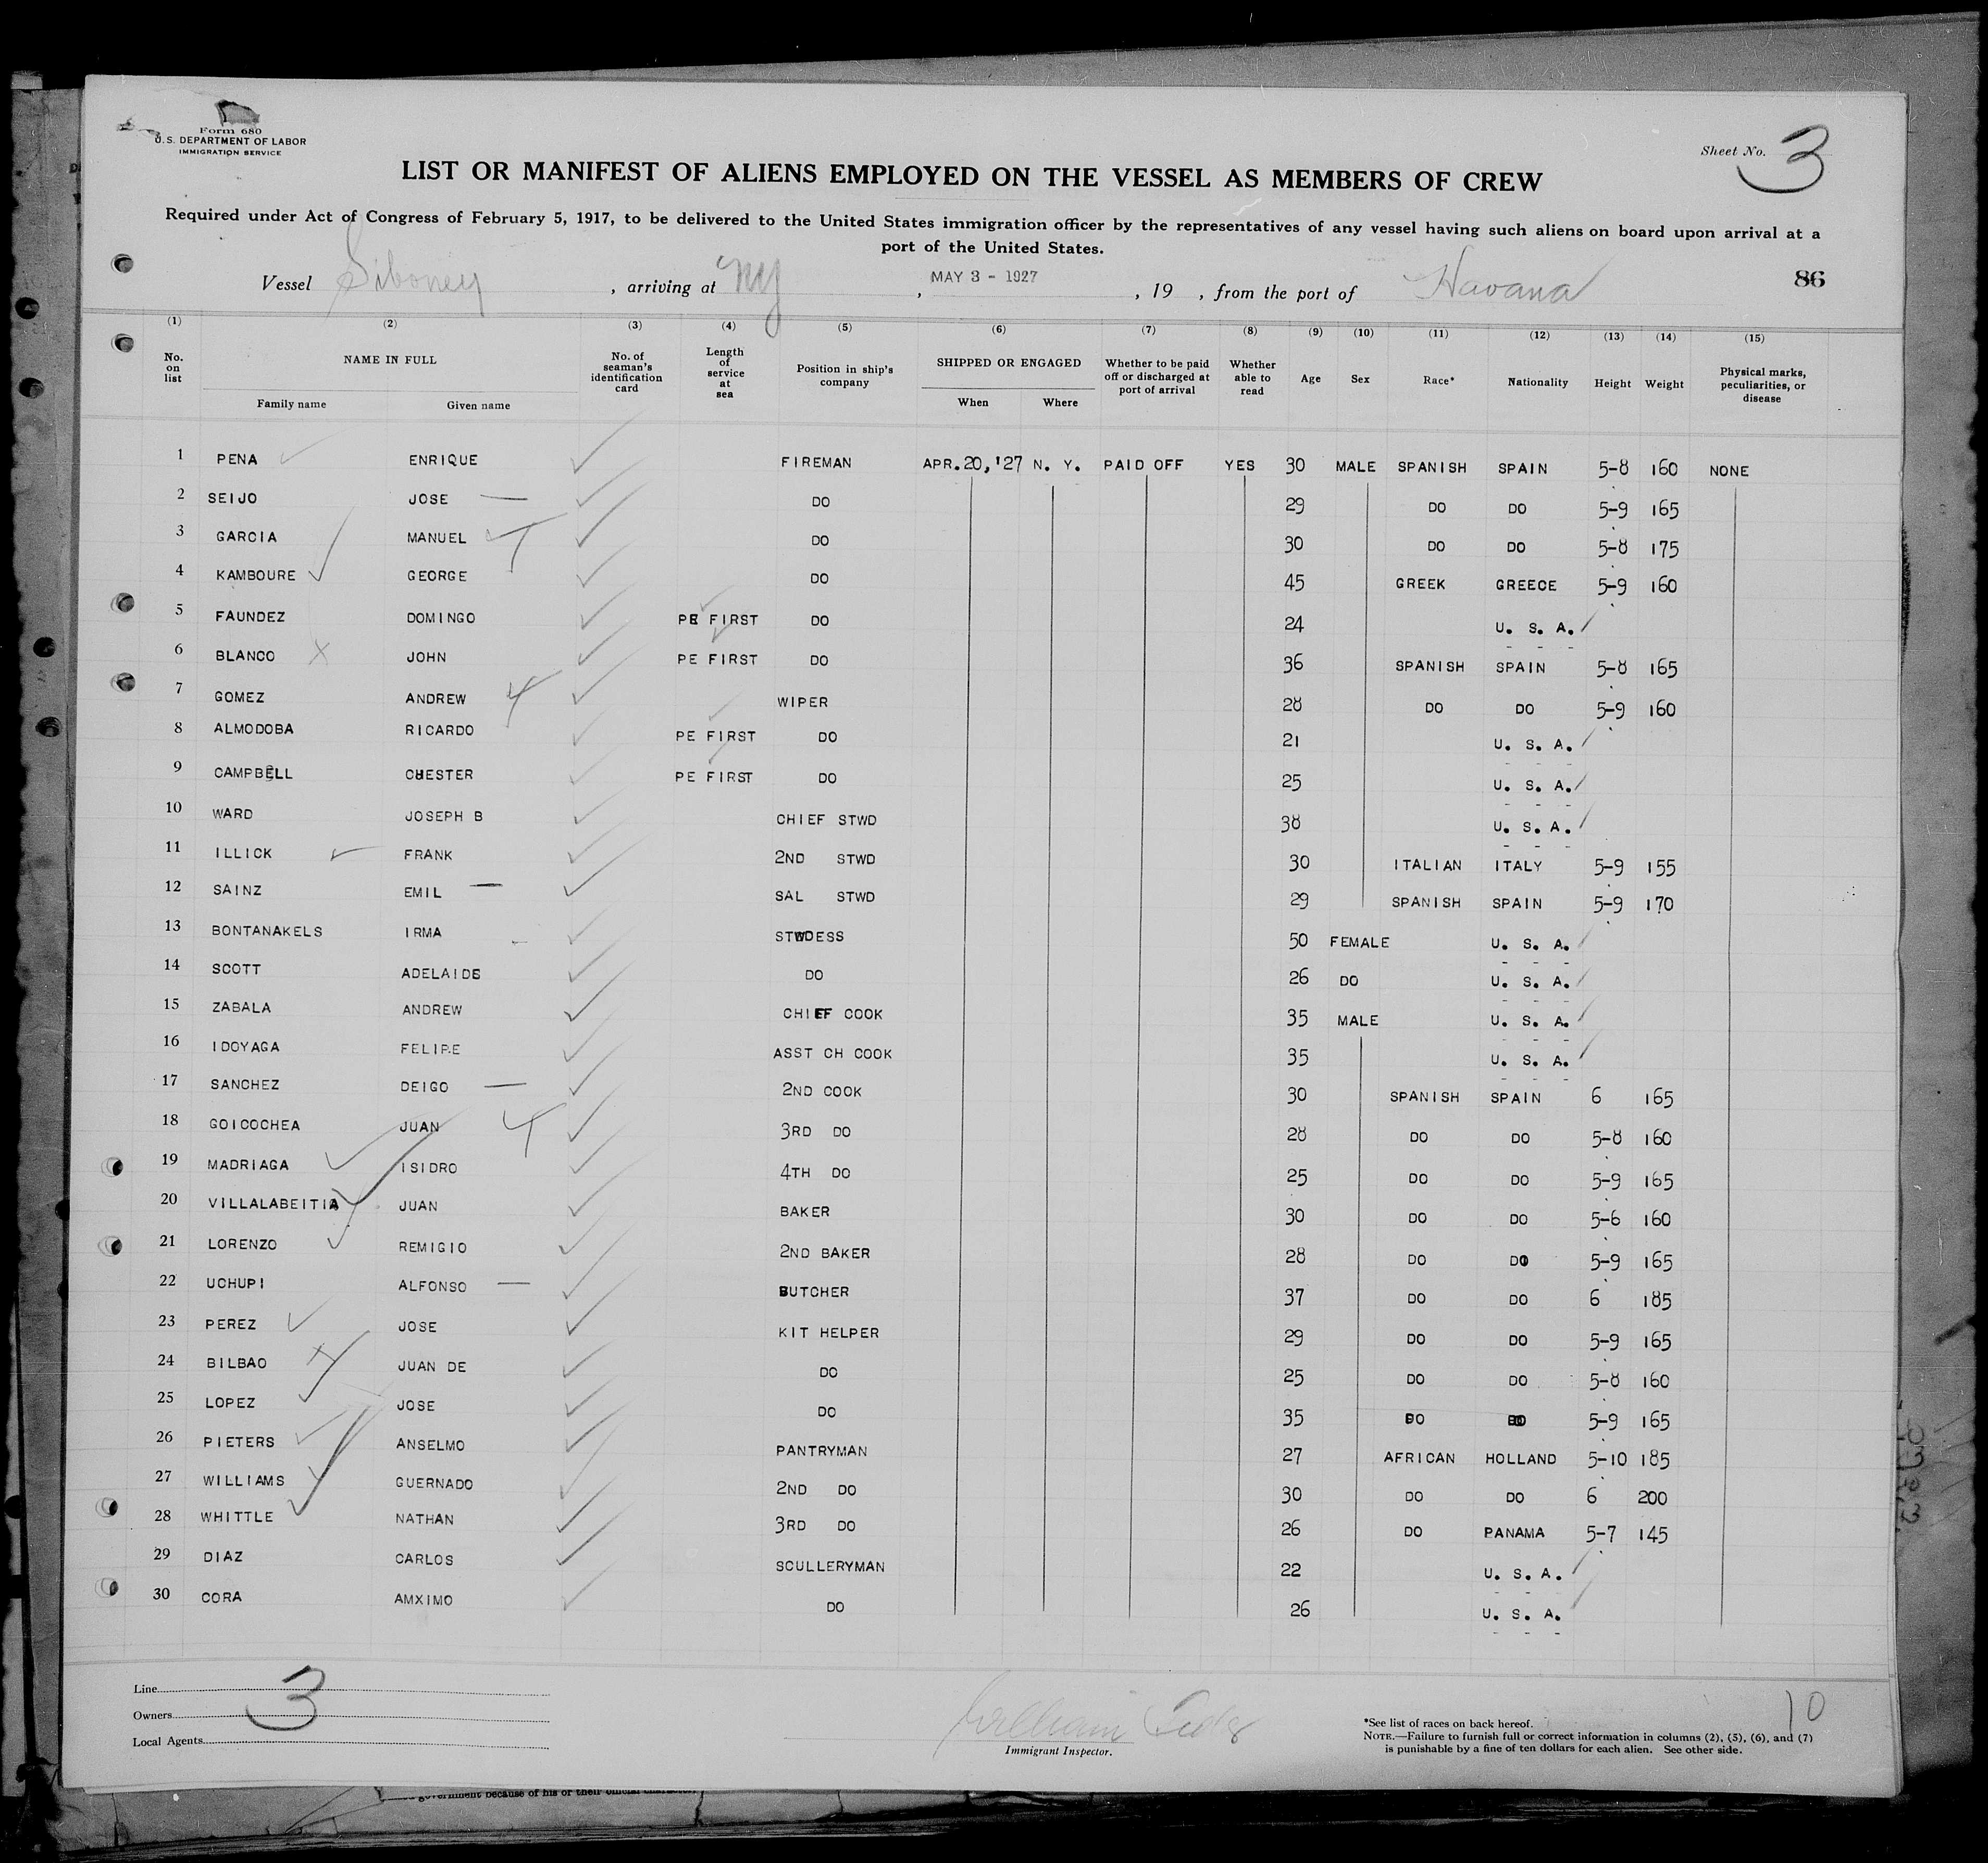 Form 680
U.S. DEPARTMENT OF LABOR
IMMIGRATION SERVICE
Sheet No. 3
LIST OR MANIFEST OF ALIENS EMPLOYED ON THE VESSEL AS MEMBERS OF CREW
Required under Act of Congress of February 5, 1917, to be delivered to the United States immigration officer by the representatives of any vessel having such aliens on board upon arrival at a
port of the United States.
Vessel Siboney, arriving at NY, MAY 3 - 1927, 19 , from the port of Havana
86
(1) (2) (3) (4) (5) (6) (7) (8) (9) (10) (11) (12) (13) (14) (15)
No. on list NAME IN FULL Family name Given name No. of seaman's identification card Length of service at sea Position in ship's company SHIPPED OR ENGAGED When Where Whether to be paid off or discharged at port of arrival Whether able to read Age Sex Race* Nationality Height Weight Physical marks, peculiarities, or disease
1 PENA ENRIQUE FIREMAN APR.20,'27 N. Y. PAID OFF YES 30 MALE SPANISH SPAIN 5-8 160 NONE
2 SEIJO JOSE DO 29 DO DO 5-9 165
3 GARCIA MANUEL DO 30 DO DO 5-8 175
4 KAMBOURE GEORGE DO 45 GREEK GREECE 5-9 160
5 FAUNDEZ DOMINGO PE FIRST DO 24 U. S. A.
6 BLANCO JOHN PE FIRST DO 36 SPANISH SPAIN 5-8 165
7 GOMEZ ANDREW WIPER 28 DO DO 5-9 160
8 ALMODOBA RICARDO PE FIRST DO 21 U. S. A.
9 CAMPBELL CHESTER PE FIRST DO 25 U. S. A.
10 WARD JOSEPH B CHIEF STWD 38 U. S. A.
11 ILLICK FRANK 2ND STWD 30 ITALIAN ITALY 5-9 155
12 SAINZ EMIL SAL STWD 29 SPANISH SPAIN 5-9 170
13 BONTANAKELS IRMA STWDESS 50 FEMALE U. S. A.
14 SCOTT ADELAIDE DO 26 DO U. S. A.
15 ZABALA ANDREW CHIEF COOK 35 MALE U. S. A.
16 IDOYAGA FELIPE ASST CH COOK 35 U. S. A.
17 SANCHEZ DEIGO 2ND COOK 30 SPANISH SPAIN 6 165
18 GOICOCHEA JUAN 3RD DO 28 DO DO 5-8 160
19 MADRIAGA ISIDRO 4TH DO 25 DO DO 5-9 165
20 VILLALABEITIA JUAN BAKER 30 DO DO 5-6 160
21 LORENZO REMIGIO 2ND BAKER 28 DO DO 5-9 165
22 UCHUPI ALFONSO BUTCHER 37 DO DO 6 185
23 PEREZ JOSE KIT HELPER 29 DO DO 5-9 165
24 BILBAO JUAN DE DO 25 DO DO 5-8 160
25 LOPEZ JOSE DO 35 DO DO 5-9 165
26 PIETERS ANSELMO PANTRYMAN 27 AFRICAN HOLLAND 5-10 185
27 WILLIAMS GUERNADO 2ND DO 30 DO DO 6 200
28 WHITTLE NATHAN 3RD DO 26 DO PANAMA 5-7 145
29 DIAZ CARLOS SCULLERYMAN 22 U. S. A.
30 CORA AMXIMO DO 26 U. S. A.
Line
Owners 3
Local Agents
William
Immigrant Inspector.
10
*See list of races on back hereof.
NOTE.—Failure to furnish full or correct information in columns (2), (5), (6), and (7)
is punishable by a fine of ten dollars for each alien. See other side.
government because of his or their official